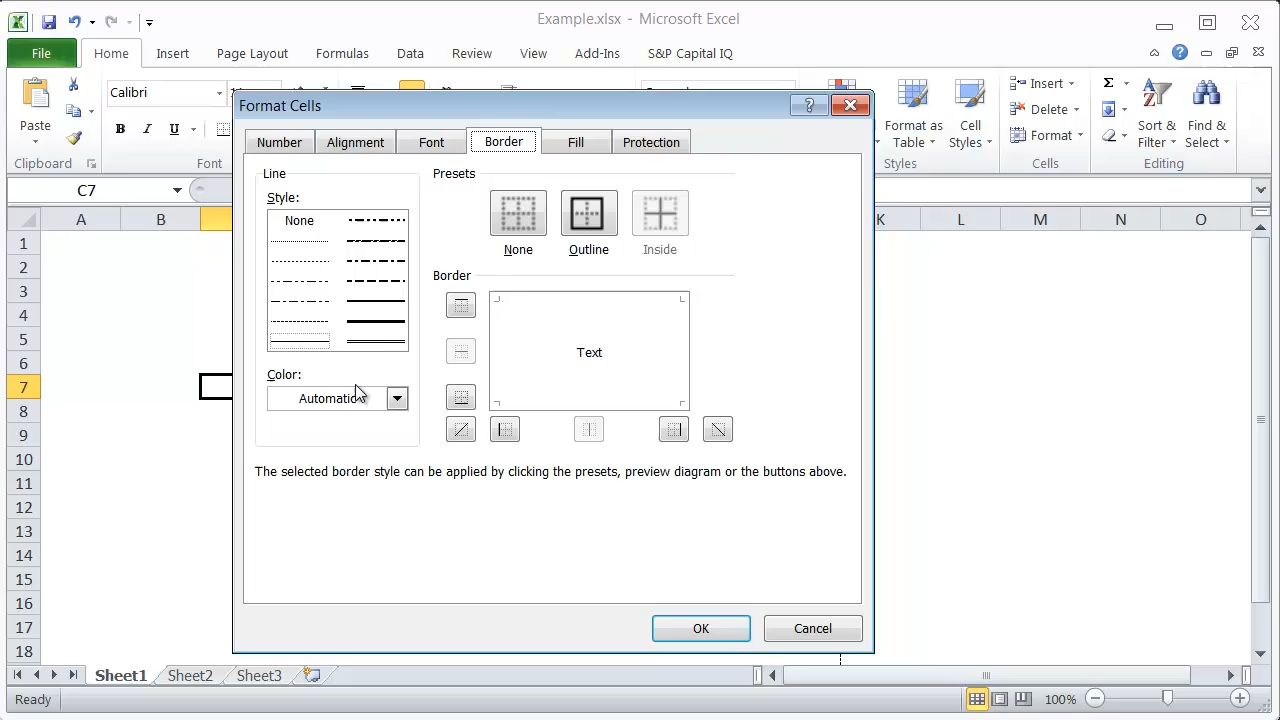 Example.xlsx - Microsoft Excel
File Home Insert Page Layout Formulas Data Review View Add-Ins S&P Capital IQ
Calibri
Paste
B I U
Insert
Delete
Format
Format as Table
Cell Styles
Sort & Filter
Find & Select
Clipboard Font Styles Cells Editing
C7
A B K L M N O
1
2
3
4
5
6
7
8
9
10
11
12
13
14
15
16
17
18
Format Cells
Number Alignment Font Border Fill Protection
Line
Style:
None
Color:
Automatic
Presets
None Outline Inside
Border
Text
The selected border style can be applied by clicking the presets, preview diagram or the buttons above.
OK Cancel
Sheet1 Sheet2 Sheet3
Ready 100%